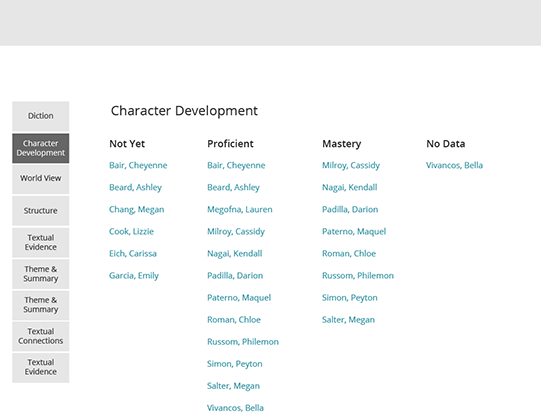 Diction
Character
Development
World View
Structure
Textual
Evidence
Theme &
Summary
Theme &
Summary
Textual
Connections
Textual
Evidence
Character Development
Not Yet
Bair, Cheyenne
Beard, Ashley
Chang, Megan
Cook, Lizzie
Eich, Carissa
Garcia, Emily
Proficient
Bair, Cheyenne
Beard, Ashley
Megofna, Lauren
Milroy, Cassidy
Nagai, Kendall
Padilla, Darion
Paterno, Maquel
Roman, Chloe
Russom, Philemon
Simon, Peyton
Salter, Megan
Vivancos, Bella
Mastery
Milroy, Cassidy
Nagai, Kendall
Padilla, Darion
Paterno, Maquel
Roman, Chloe
Russom, Philemon
Simon, Peyton
Salter, Megan
No Data
Vivancos, Bella